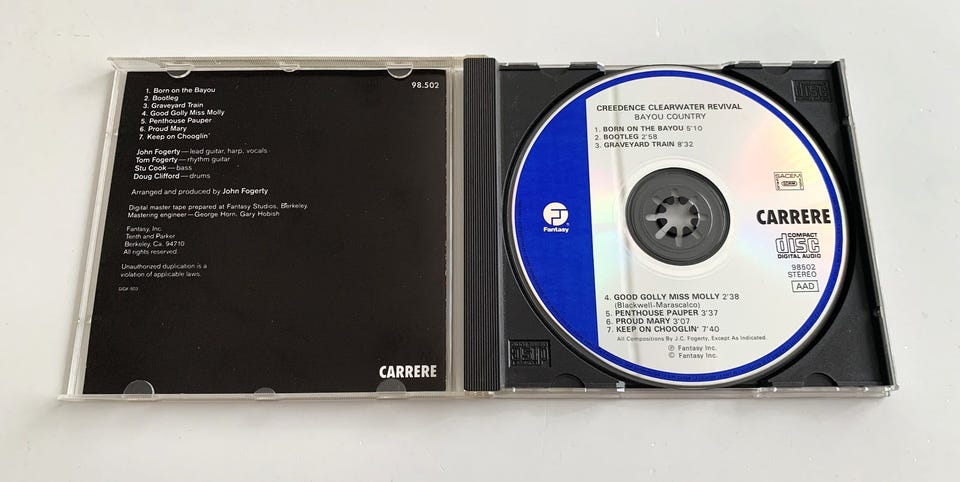 98.502
1. Born on the Bayou
2. Bootleg
3. Graveyard Train
4. Good Golly Miss Molly
5. Penthouse Pauper
6. Proud Mary
7. Keep on Chooglin'
John Fogerty—lead guitar, harp, vocals
Tom Fogerty—rhythm guitar
Stu Cook—bass
Doug Clifford—drums
Arranged and produced by John Fogerty
Digital master tape prepared at Fantasy Studios, Berkeley.
Mastering engineer—George Horn, Gary Hobish
Fantasy, Inc.
Tenth and Parker
Berkeley, Ca. 94710
All rights reserved.
Unauthorized duplication is a
violation of applicable laws.
CARRERE
CREEDENCE CLEARWATER REVIVAL
BAYOU COUNTRY
1. BORN ON THE BAYOU 5'10
2. BOOTLEG 2'58
3. GRAVEYARD TRAIN 8'32
SACEM
Fantasy
CARRERE
COMPACT
disc
DIGITAL AUDIO
98502
STEREO
AAD
4. GOOD GOLLY MISS MOLLY 2'38
(Blackwell-Marascalco)
5. PENTHOUSE PAUPER 3'37
6. PROUD MARY 3'07
7. KEEP ON CHOOGLIN' 7'40
All Compositions By J.C. Fogerty, Except As Indicated.
℗ Fantasy Inc.
© Fantasy Inc.
disc